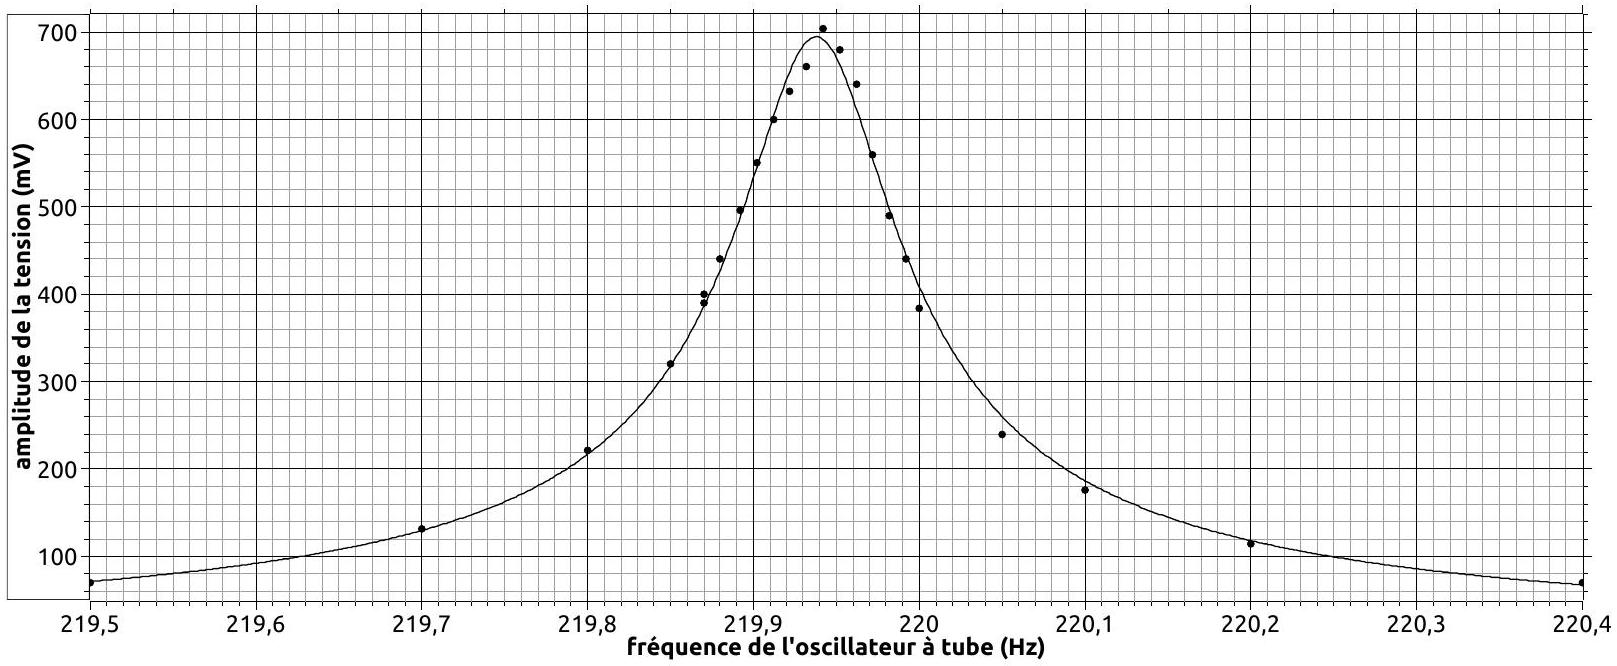 700
600
500
400
300
200
100
amplitude de la tension (mV)
219,5 219,6 219,7 219,8 219,9 220 220,1 220,2 220,3 220,4
fréquence de l'oscillateur à tube (Hz)